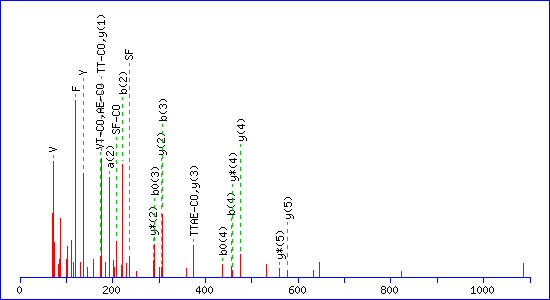 V
F
Y
VT-CO,AE-CO TT-CO,y(1)
a(2)
SF-CO
b(2)
SF
y*(2)
b0(3)
y(2)
b(3)
TTAE-CO,y(3)
b0(4)
b(4)
y*(4)
y(4)
y*(5)
y(5)
0 200 400 600 800 1000